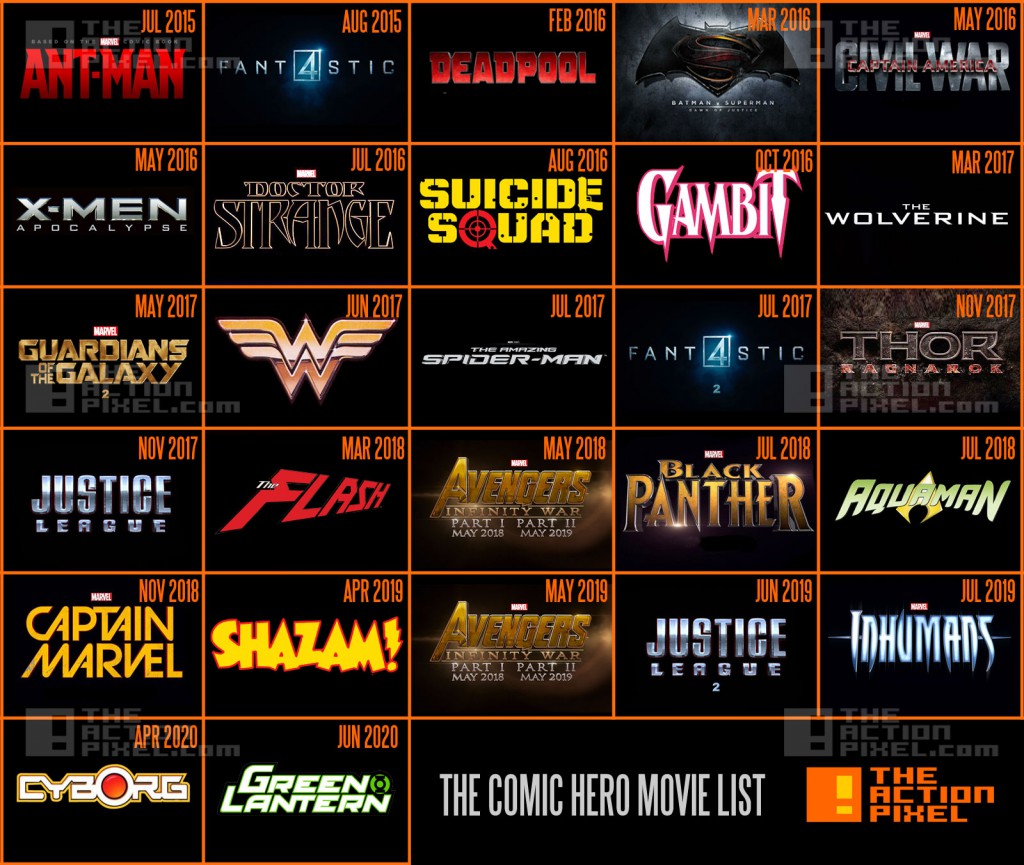 JUL 2015
BASED ON THE MARVEL COMIC BOOK
ANT-MAN
AUG 2015
FANT4STIC
FEB 2016
DEADPOOL
MAR 2016
BATMAN v SUPERMAN
DAWN OF JUSTICE
MAY 2016
MARVEL
CIVIL WAR
CAPTAIN AMERICA
MAY 2016
X-MEN
APOCALYPSE
JUL 2016
MARVEL
DOCTOR
STRANGE
AUG 2016
SUICIDE
SQUAD
OCT 2016
GAMBIT
MAR 2017
THE
WOLVERINE
MAY 2017
MARVEL
GUARDIANS
OF THE GALAXY
2
JUN 2017
W
JUL 2017
THE AMAZING
SPIDER-MAN
JUL 2017
FANT4STIC
2
NOV 2017
MARVEL
THOR
RAGNAROK
NOV 2017
JUSTICE
LEAGUE
MAR 2018
The FLASH
MAY 2018
MARVEL
AVENGERS
INFINITY WAR
PART I PART II
MAY 2018 MAY 2019
JUL 2018
MARVEL
BLACK
PANTHER
JUL 2018
AQUAMAN
NOV 2018
MARVEL
CAPTAIN
MARVEL
APR 2019
SHAZAM!
MAY 2019
MARVEL
AVENGERS
INFINITY WAR
PART I PART II
MAY 2018 MAY 2019
JUN 2019
JUSTICE
LEAGUE
2
JUL 2019
MARVEL
INHUMANS
APR 2020
CYBORG
JUN 2020
GREEN
LANTERN
THE COMIC HERO MOVIE LIST
THE
ACTION
PIXEL
THE
ACTION
PIXEL.com